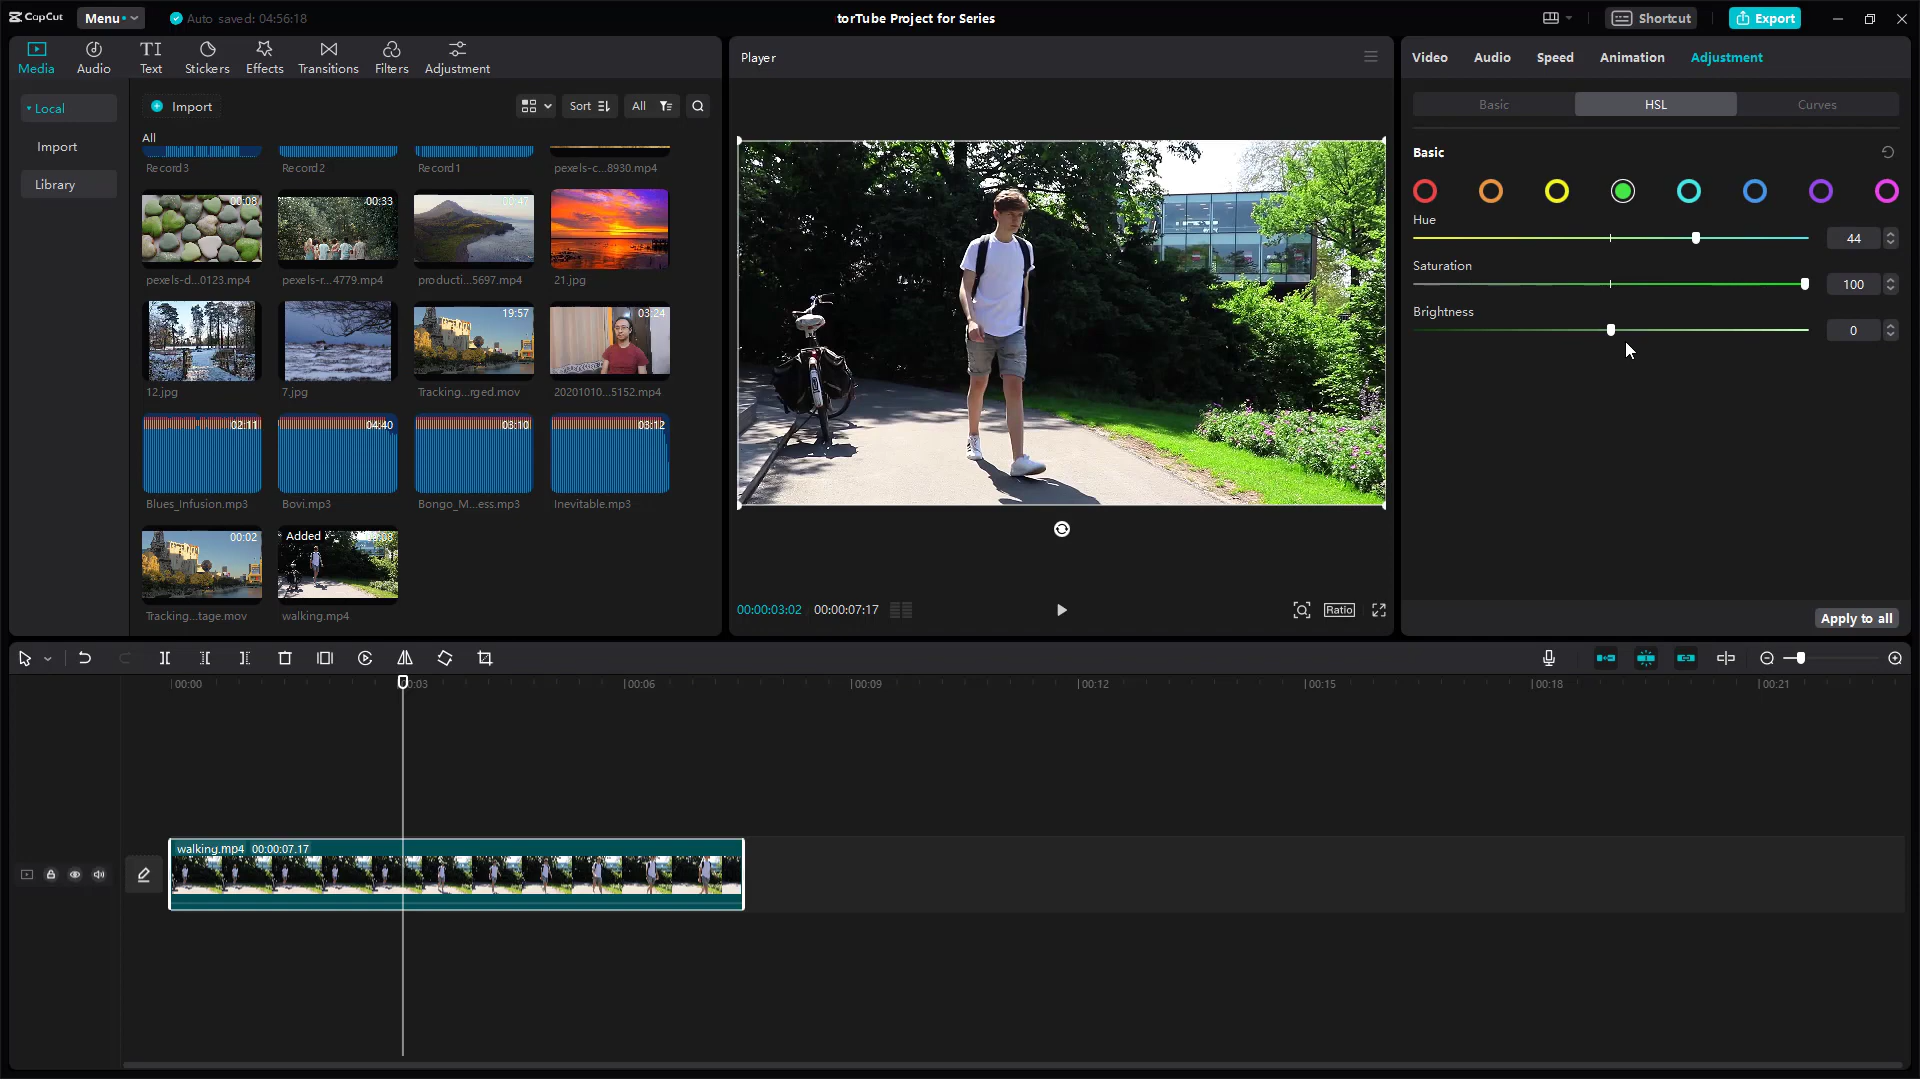 CapCut
Menu
Auto saved: 04:56:18
torTube Project for Series
Shortcut
Export
Media
Audio
Text
Stickers
Effects
Transitions
Filters
Adjustment
Local
Import
Library
Import
Sort
All
All
Record3
Record2
Record1
pexels-c...8930.mp4
00:08
00:33
00:47
pexels-d...0123.mp4
pexels-r...4779.mp4
producti...5697.mp4
21.jpg
19:57
03:24
12.jpg
7.jpg
Tracking...rged.mov
20201010...5152.mp4
02:11
04:40
03:10
03:12
Blues_Infusion.mp3
Bovi.mp3
Bongo_M...ess.mp3
Inevitable.mp3
00:02
Added
Tracking...tage.mov
walking.mp4
Player
00:00:03:02
00:00:07:17
Ratio
Video
Audio
Speed
Animation
Adjustment
Basic
HSL
Curves
Basic
Hue
44
Saturation
100
Brightness
0
Apply to all
00:00
00:03
00:06
00:09
00:12
00:15
00:18
00:21
walking.mp4 00:00:07.17